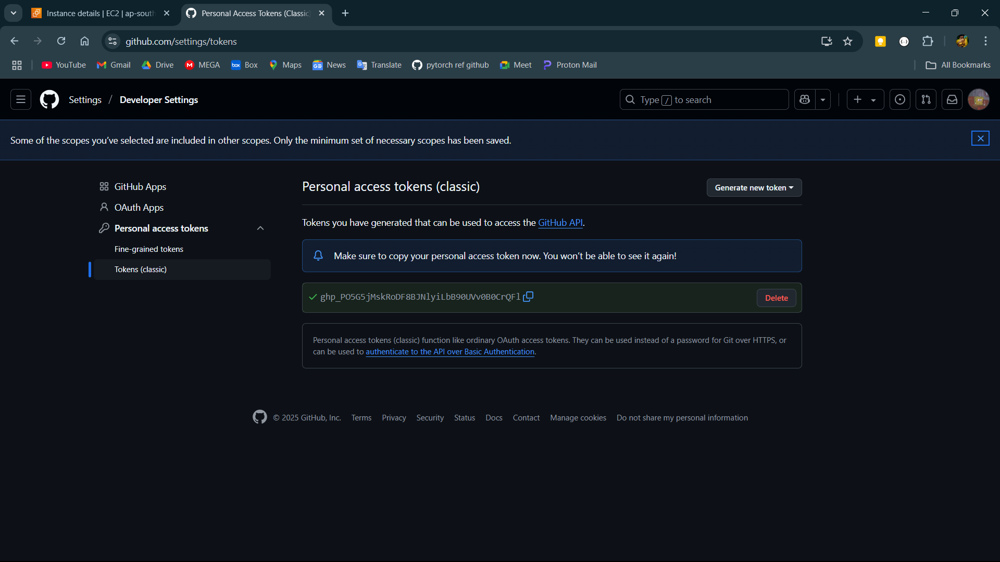 Instance details | EC2 | ap-south
Personal Access Tokens (Classic)
github.com/settings/tokens
YouTube
Gmail
Drive
MEGA
box Box
Maps
News
Translate
pytorch ref github
Meet
Proton Mail
All Bookmarks
Settings / Developer Settings
Type / to search
Some of the scopes you’ve selected are included in other scopes. Only the minimum set of necessary scopes has been saved.
GitHub Apps
OAuth Apps
Personal access tokens
Fine-grained tokens
Tokens (classic)
Personal access tokens (classic)
Generate new token
Tokens you have generated that can be used to access the GitHub API.
Make sure to copy your personal access token now. You won’t be able to see it again!
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
Delete
Personal access tokens (classic) function like ordinary OAuth access tokens. They can be used instead of a password for Git over HTTPS, or
can be used to authenticate to the API over Basic Authentication.
© 2025 GitHub, Inc.
Terms
Privacy
Security
Status
Docs
Contact
Manage cookies
Do not share my personal information